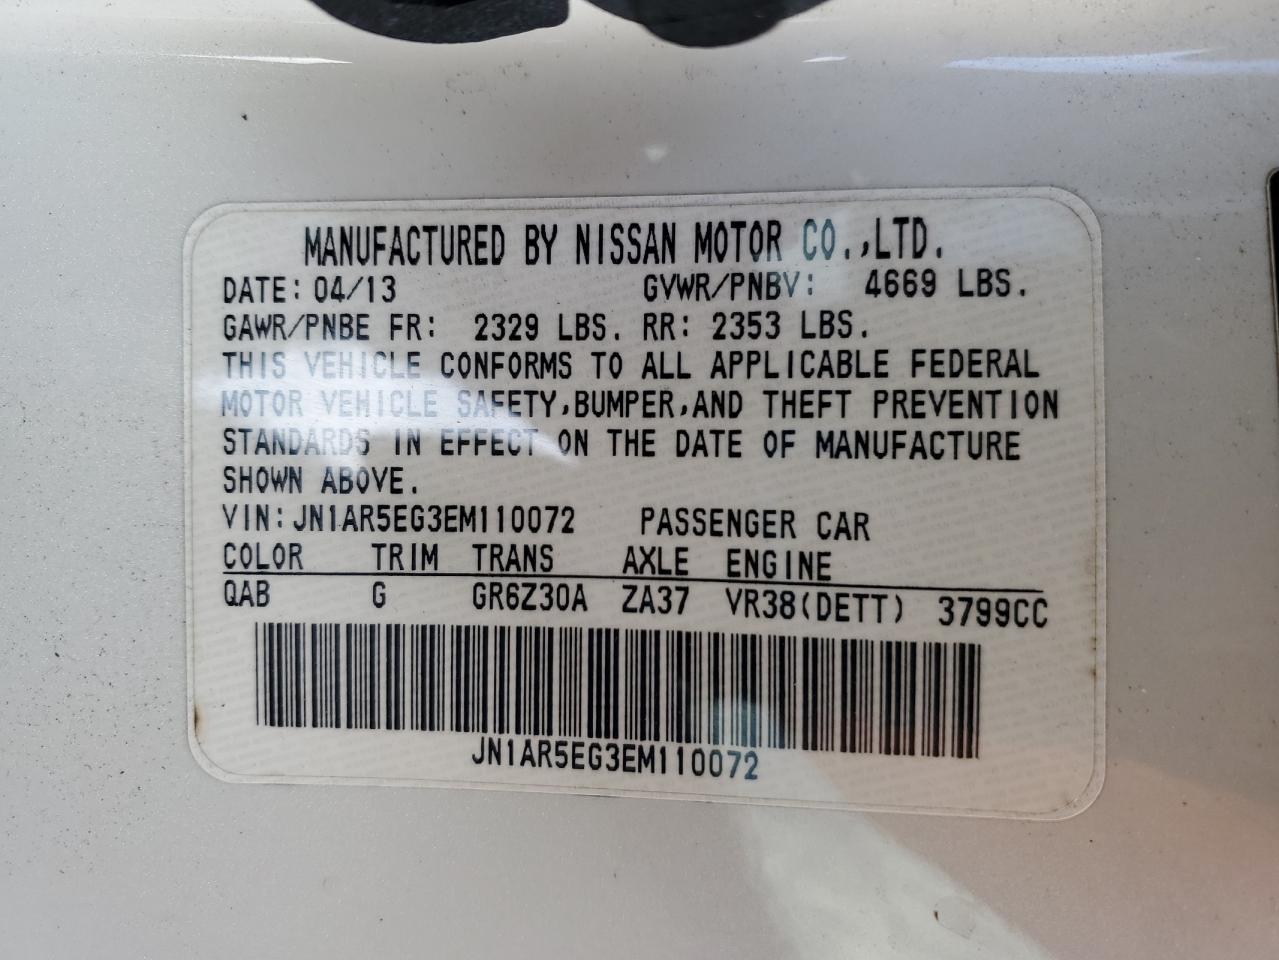 MANUFACTURED BY NISSAN MOTOR CO.,LTD.
DATE: 04/13 GVWR/PNBV: 4669 LBS.
GAWR/PNBE FR: 2329 LBS. RR: 2353 LBS.
THIS VEHICLE CONFORMS TO ALL APPLICABLE FEDERAL
MOTOR VEHICLE SAFETY,BUMPER,AND THEFT PREVENTION
STANDARDS IN EFFECT ON THE DATE OF MANUFACTURE
SHOWN ABOVE.
VIN: JN1AR5EG3EM110072 PASSENGER CAR
COLOR TRIM TRANS AXLE ENGINE
QAB G GR6Z30A ZA37 VR38(DETT) 3799CC
JN1AR5EG3EM110072